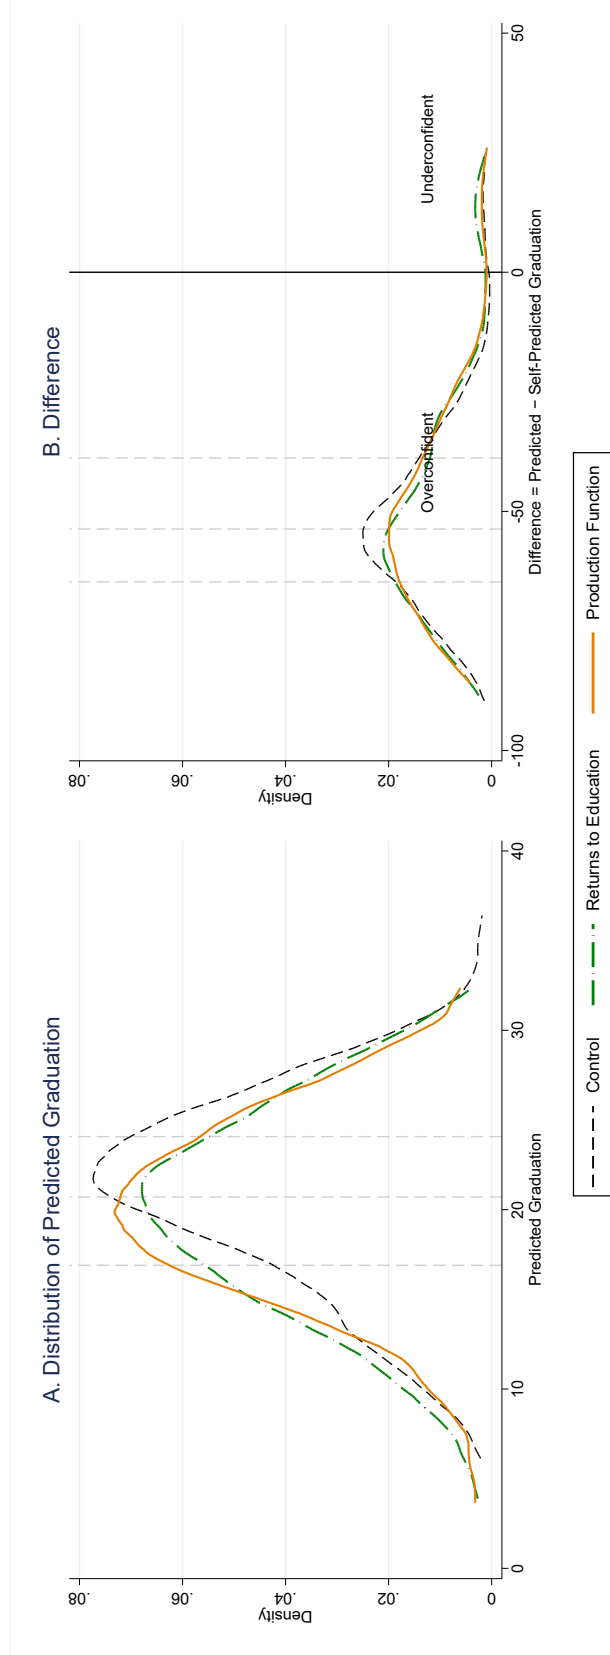 A. Distribution of Predicted Graduation
Density
.08
.06
.04
.02
0
0
10
20
30
40
Predicted Graduation
B. Difference
Density
.08
.06
.04
.02
0
-100
-50
0
50
Overconfident
Underconfident
Difference = Predicted − Self-Predicted Graduation
Control
Returns to Education
Production Function